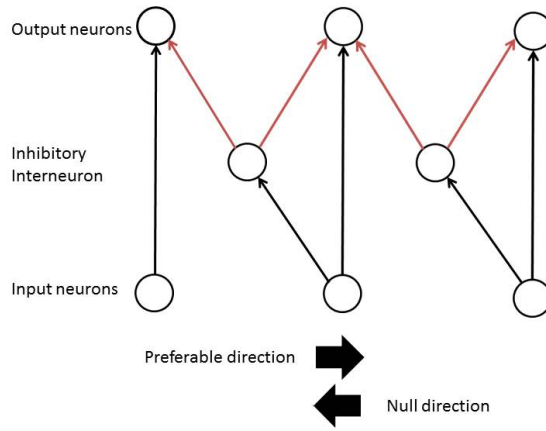 Output neurons
Inhibitory
Interneuron
Input neurons
Preferable direction
Null direction